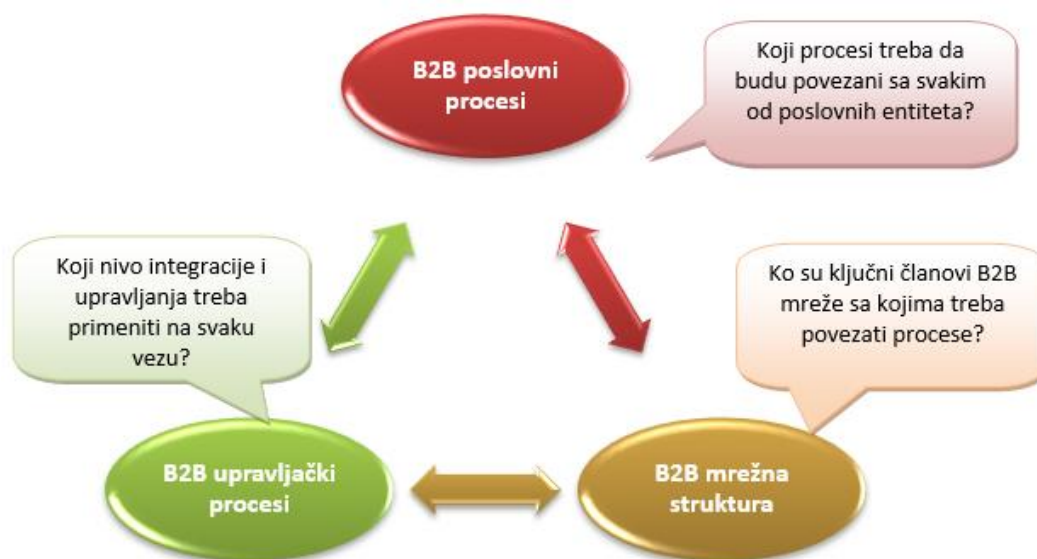 B2B poslovni
procesi
Koji procesi treba da
budu povezani sa svakim
od poslovnih entiteta?
Koji nivo integracije i
upravljanja treba
primeniti na svaku
vezu?
Ko su ključni članovi B2B
mreže sa kojima treba
povezati procese?
B2B upravljački
procesi
B2B mrežna
struktura